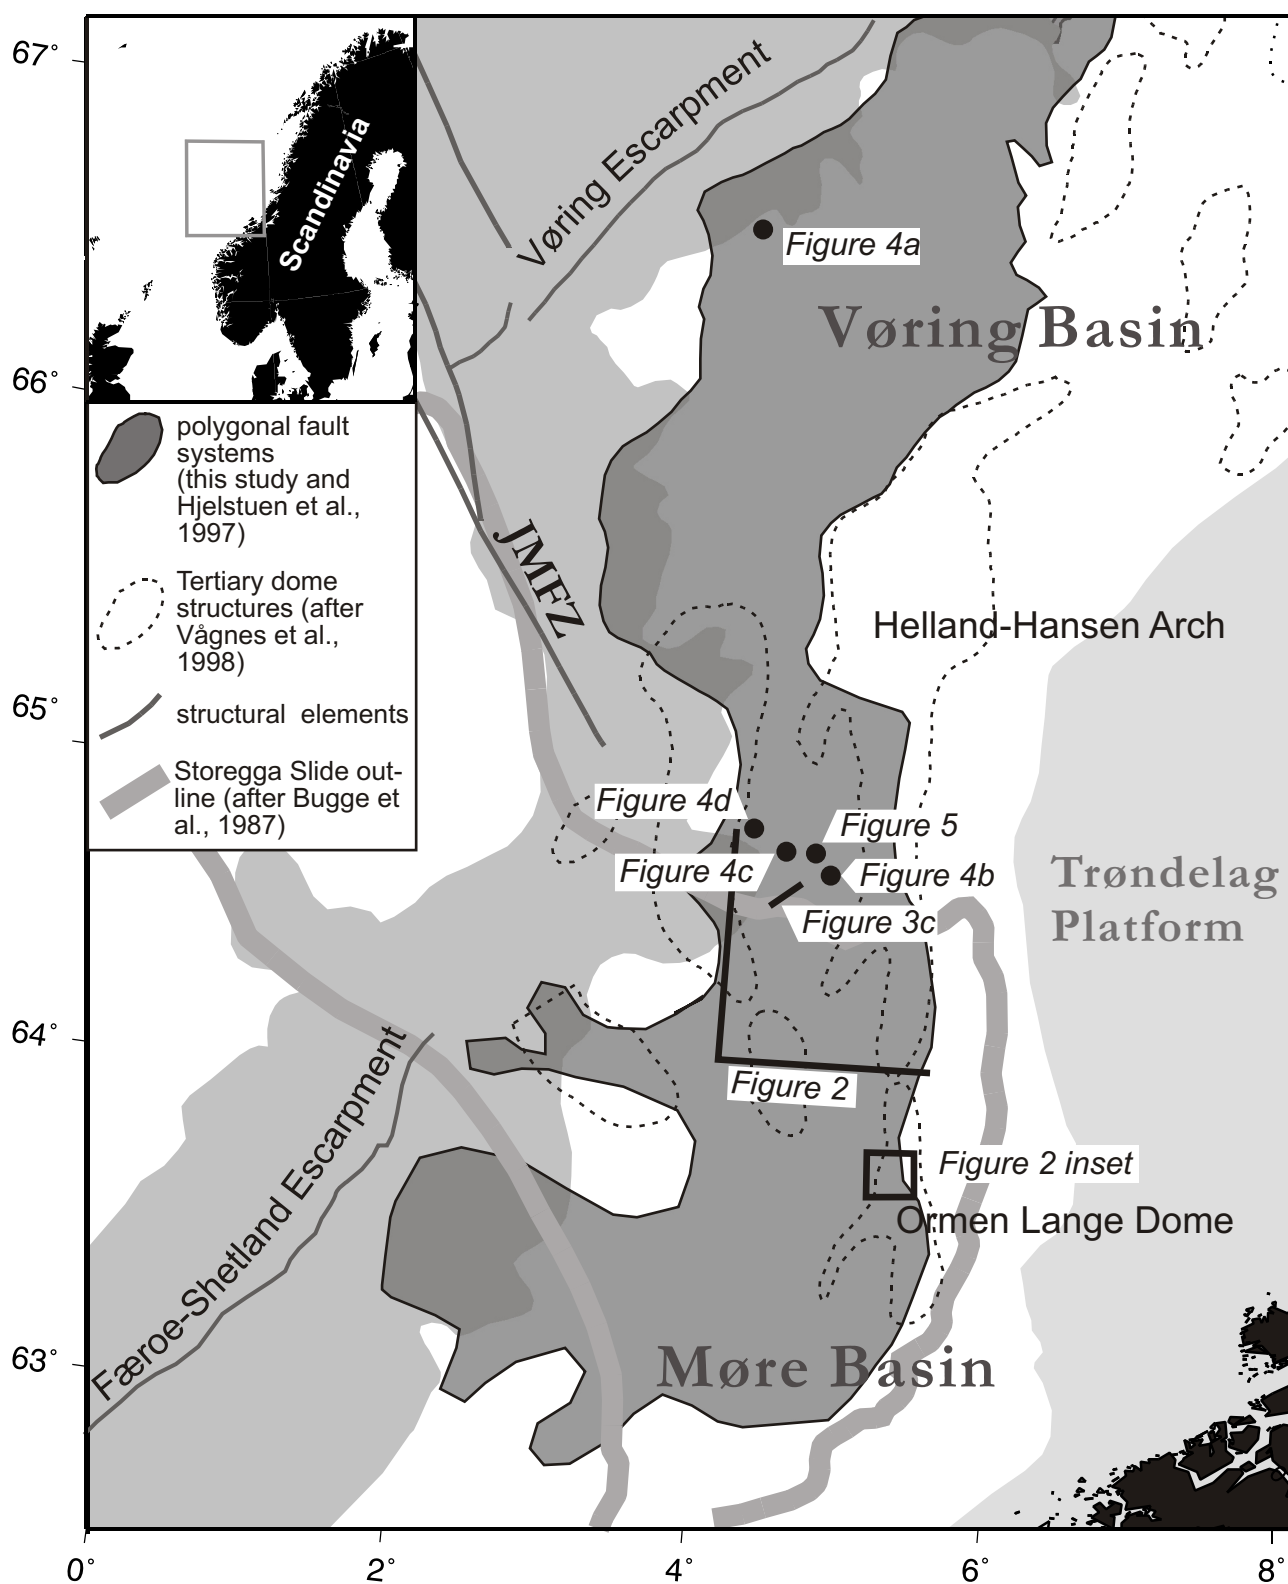 67°
66°
65°
64°
63°
0°
2°
4°
6°
8°
Scandinavia
polygonal fault
systems
(this study and
Hjelstuen et al.,
1997)
Tertiary dome
structures (after
Vågnes et al.,
1998)
structural elements
Storegga Slide out-
line (after Bugge et
al., 1987)
Vøring Escarpment
Figure 4a
Vøring Basin
JMFZ
Helland-Hansen Arch
Figure 4d
Figure 5
Figure 4c
Figure 4b
Figure 3c
Trøndelag
Platform
Figure 2
Figure 2 inset
Ormen Lange Dome
Færoe-Shetland Escarpment
Møre Basin